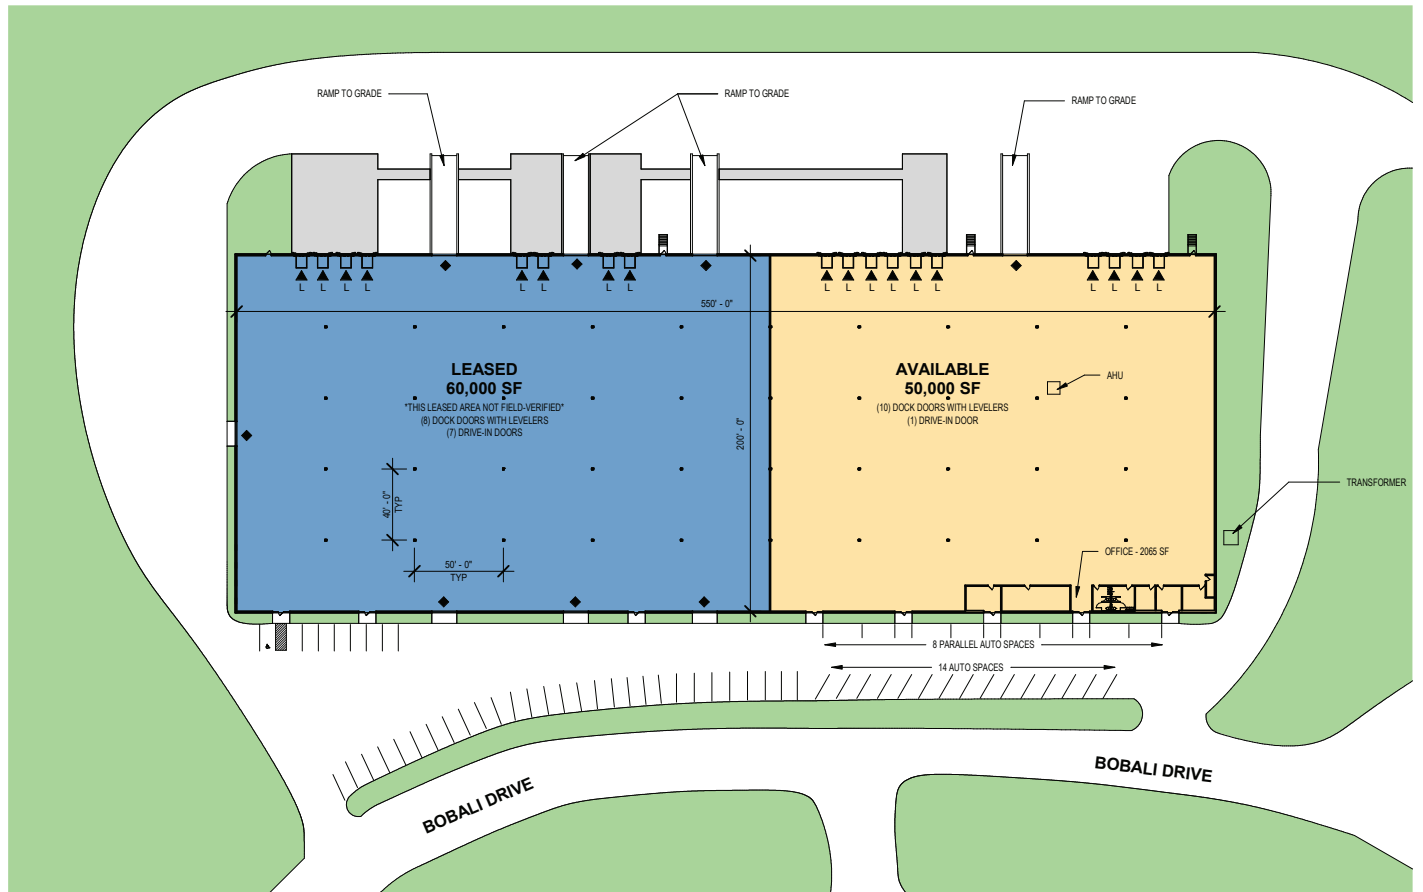 RAMP TO GRADE
RAMP TO GRADE
RAMP TO GRADE
L L L L L L L L L L L L L L L L L L
550' - 0"
LEASED
60,000 SF
"THIS LEASED AREA NOT FIELD-VERIFIED"
(8) DOCK DOORS WITH LEVELERS
(7) DRIVE-IN DOORS
AVAILABLE
50,000 SF
(10) DOCK DOORS WITH LEVELERS
(1) DRIVE-IN DOOR
AHU
200' - 0"
40' - 0"
TYP
TRANSFORMER
50' - 0"
TYP
OFFICE - 2065 SF
8 PARALLEL AUTO SPACES
14 AUTO SPACES
BOBALI DRIVE
BOBALI DRIVE